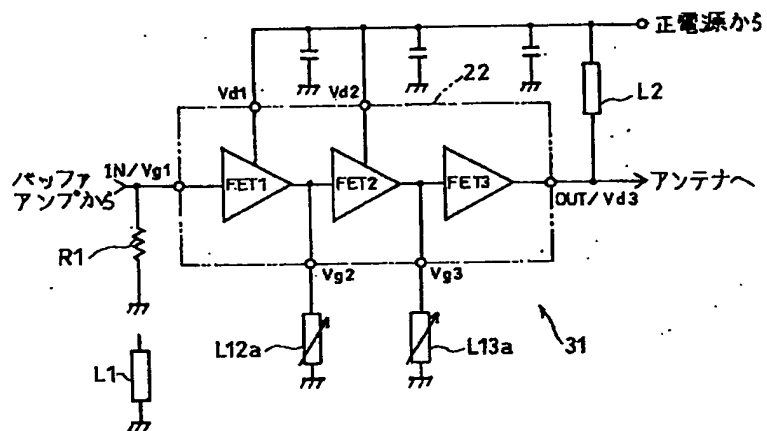 正電源から
22
Vd1
Vd2
L2
バッファ
アンプから
IN/Vg1
FET1
FET2
FET3
アンテナへ
OUT/Vd3
R1
Vg2
Vg3
L12a
L13a
31
L1